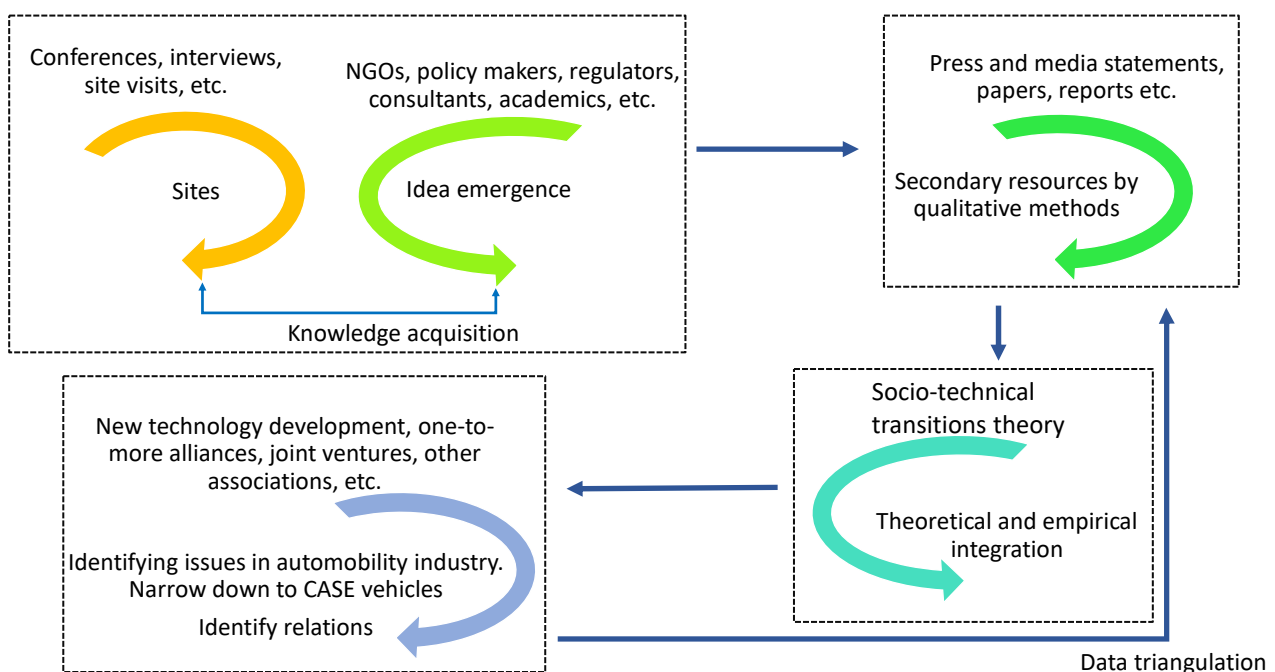 Conferences, interviews,
site visits, etc.
Sites
NGOs, policy makers, regulators,
consultants, academics, etc.
Idea emergence
Knowledge acquisition
Press and media statements,
papers, reports etc.
Secondary resources by
qualitative methods
Socio-technical
transitions theory
Theoretical and empirical
integration
New technology development, one-to-
more alliances, joint ventures, other
associations, etc.
Identifying issues in automobility industry.
Narrow down to CASE vehicles
Identify relations
Data triangulation